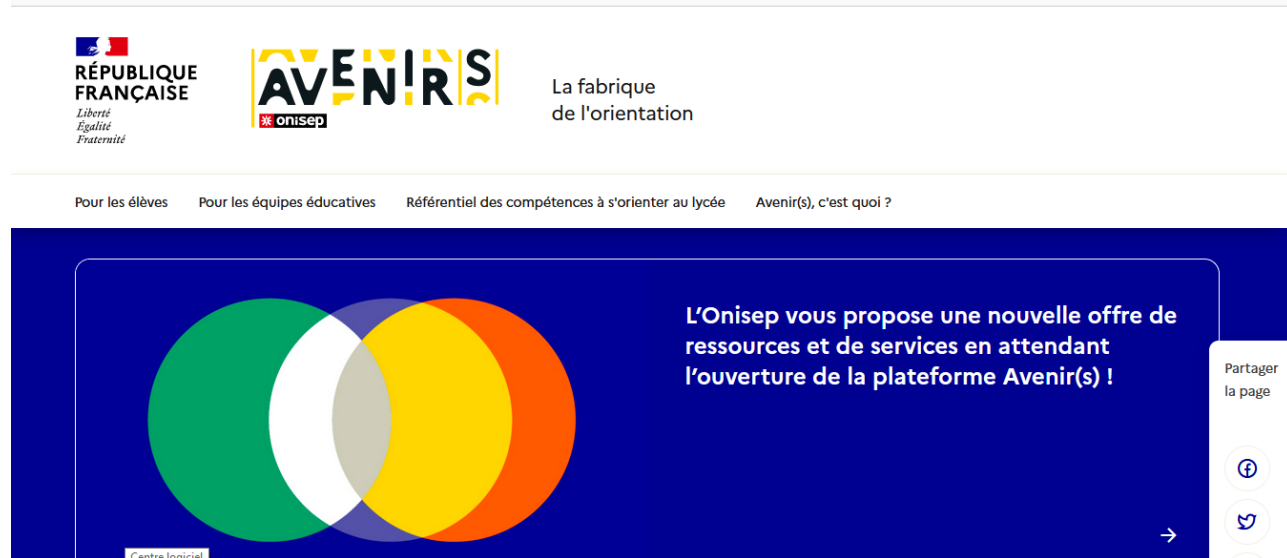 RÉPUBLIQUE
FRANÇAISE
Liberté
Égalité
Fraternité
AVENIRS
onisep
La fabrique
de l'orientation
Pour les élèves Pour les équipes éducatives Référentiel des compétences à s'orienter au lycée Avenir(s), c'est quoi ?
L'Onisep vous propose une nouvelle offre de
ressources et de services en attendant
l'ouverture de la plateforme Avenir(s) !
Partager
la page
Centre logiciel